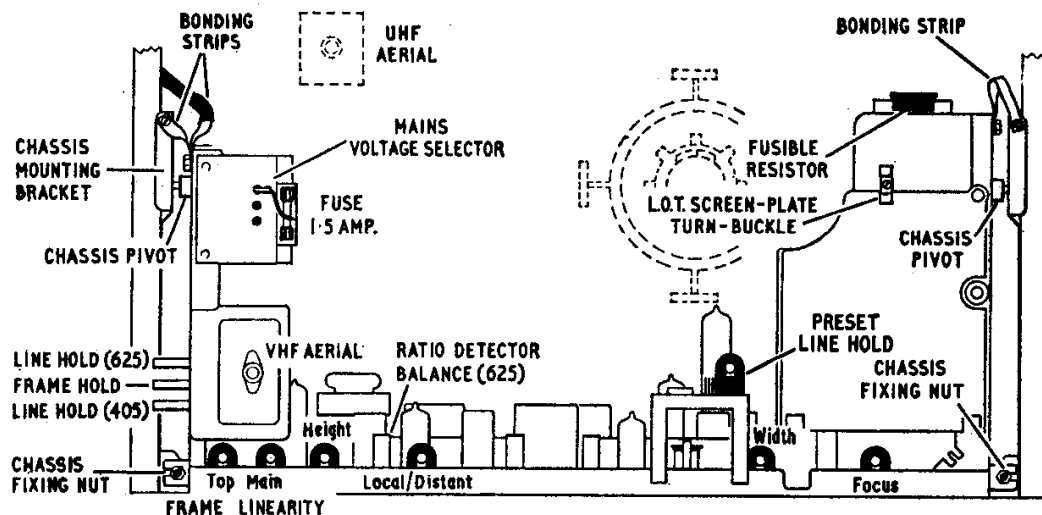 BONDING
STRIPS
UHF
AERIAL
BONDING STRIP
CHASSIS
MOUNTING
BRACKET
MAINS
VOLTAGE SELECTOR
FUSIBLE
RESISTOR
FUSE
1·5 AMP.
L.O.T. SCREEN-PLATE
TURN-BUCKLE
CHASSIS PIVOT
CHASSIS
PIVOT
LINE HOLD (625)
FRAME HOLD
LINE HOLD (405)
VHF AERIAL
RATIO DETECTOR
BALANCE (625)
PRESET
LINE HOLD
CHASSIS
FIXING NUT
Height
Width
CHASSIS
FIXING NUT
Top Main
Local/Distant
Focus
FRAME LINEARITY